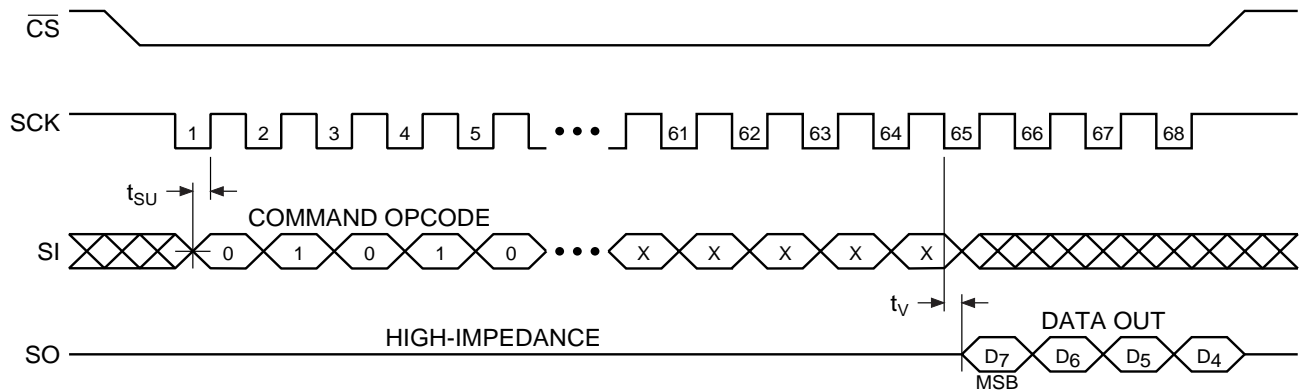 CS
SCK 1 2 3 4 5 ••• 61 62 63 64 65 66 67 68
tSU
COMMAND OPCODE
SI 0 1 0 1 0 ••• X X X X X
tV
DATA OUT
HIGH-IMPEDANCE
SO D7 D6 D5 D4
MSB